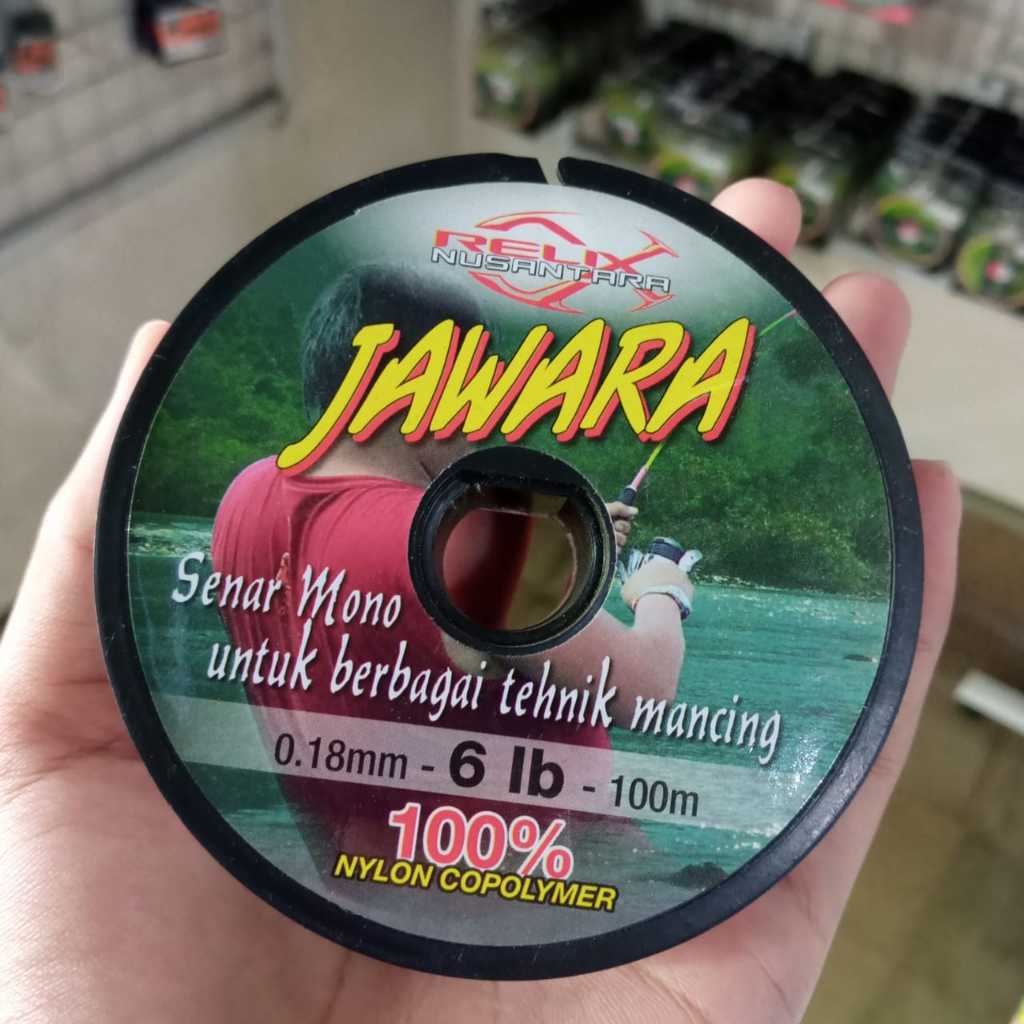 RELIX
NUSANTARA
JAWARA
Senar Mono
untuk berbagai tehnik mancing
0.18mm - 6 lb - 100m
100%
NYLON COPOLYMER